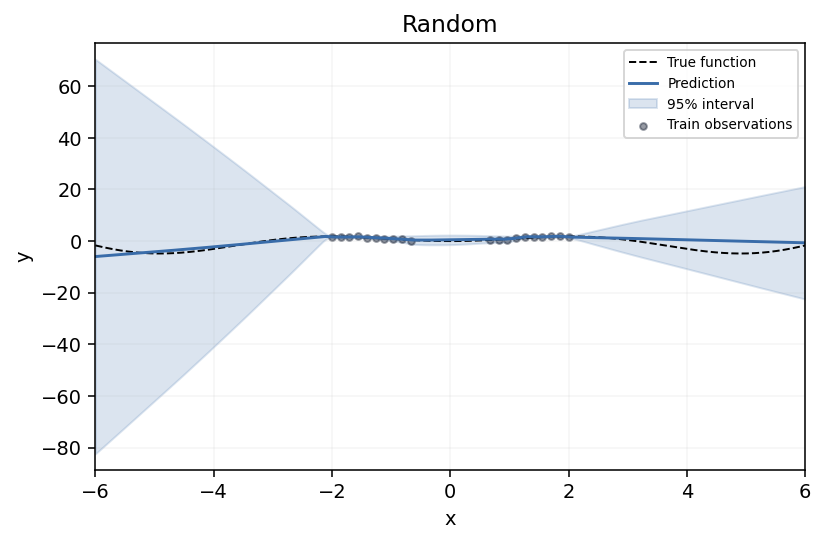 Random
True function
Prediction
95% interval
Train observations
60
40
20
0
−20
−40
−60
−80
y
−6 −4 −2 0 2 4 6
x